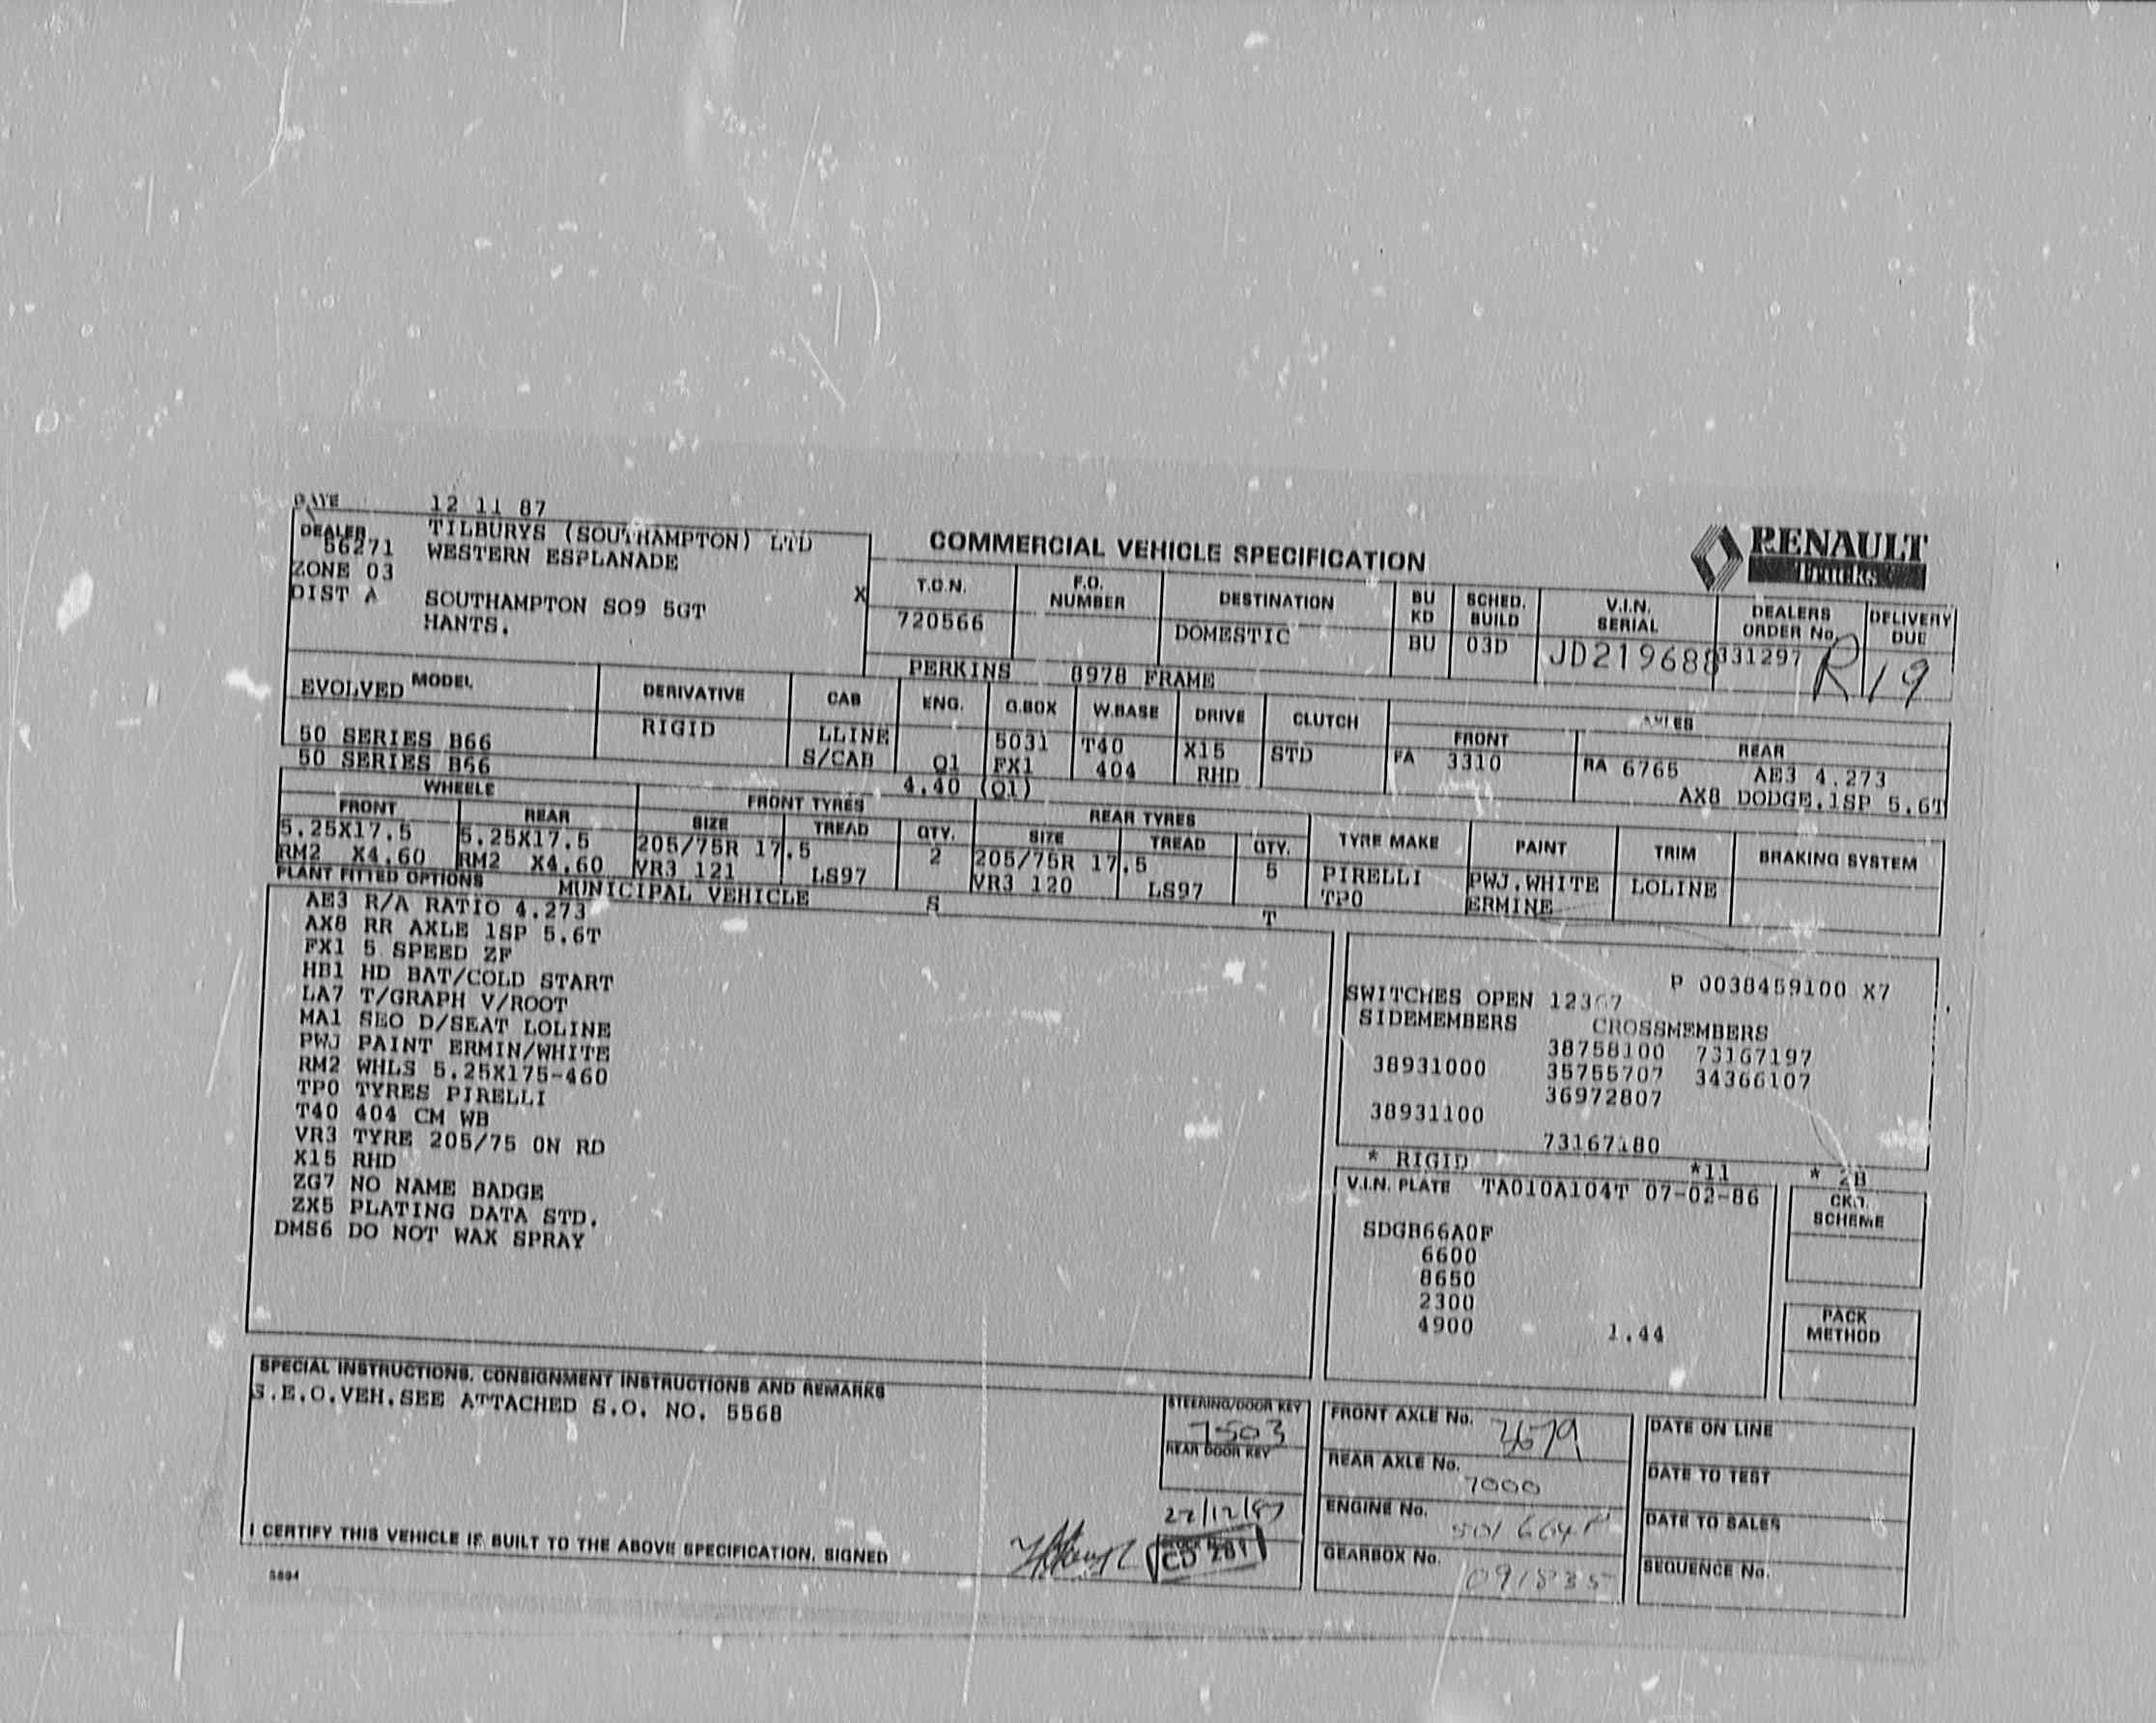 DATE 12 11 87
DEALER TILBURYS (SOUTHAMPTON) LTD
56271 WESTERN ESPLANADE
ZONE 03
DIST A SOUTHAMPTON SO9 5GT
HANTS.
X
COMMERCIAL VEHICLE SPECIFICATION
RENAULT
TRUCKS
T.O.N. F.O. NUMBER DESTINATION BU KD SCHED. BUILD V.I.N. SERIAL DEALERS ORDER No. DELIVERY DUE
720566 DOMESTIC BU 03D JD219688 331297 R 19
PERKINS 8978 FRAME
MODEL DERIVATIVE CAB ENG. G.BOX W.BASE DRIVE CLUTCH AXLES
FRONT REAR
EVOLVED
50 SERIES B66 RIGID LLINE 5031 T40 X15 STD FA 3310 RA 6765 AE3 4.273
50 SERIES B56 S/CAB Q1 FX1 404 RHD AX8 DODGE.1SP 5.6T
4.40 (Q1)
WHEELS FRONT TYRES REAR TYRES
FRONT REAR SIZE TREAD QTY. SIZE TREAD QTY. TYRE MAKE PAINT TRIM BRAKING SYSTEM
5.25X17.5 5.25X17.5 205/75R 17.5 2 205/75R 17.5 5 PIRELLI PWJ.WHITE LOLINE
RM2 X4.60 RM2 X4.60 VR3 121 LS97 VR3 120 LS97 TP0 ERMINE
PLANT FITTED OPTIONS MUNICIPAL VEHICLE S T
AE3 R/A RATIO 4.273
AX8 RR AXLE 1SP 5.6T
FX1 5 SPEED ZF
HB1 HD BAT/COLD START
LA7 T/GRAPH V/ROOT
MA1 SEO D/SEAT LOLINE
PWJ PAINT ERMIN/WHITE
RM2 WHLS 5.25X175-460
TP0 TYRES PIRELLI
T40 404 CM WB
VR3 TYRE 205/75 ON RD
X15 RHD
ZG7 NO NAME BADGE
ZX5 PLATING DATA STD.
DMS6 DO NOT WAX SPRAY
P 0038459100 X7
SWITCHES OPEN
SIDEMEMBERS CROSSMEMBERS
38758100 73167197
38931000 35755707 34366107
36972807
38931100
73167180
* RIGID *11 * 2B
V.I.N. PLATE TA010A104T 07-02-86
SDGB66A0F
6600
8650
2300
4900 1.44
CKD. SCHEME
PACK METHOD
SPECIAL INSTRUCTIONS, CONSIGNMENT INSTRUCTIONS AND REMARKS
S.E.O.VEH.SEE ATTACHED S.O. NO. 5568
STEERING/DOOR KEY
7503
REAR DOOR KEY
22/12/87
CD 281
FRONT AXLE No.
REAR AXLE No. 7000
ENGINE No.
GEARBOX No. 091835
DATE ON LINE
DATE TO TEST
DATE TO SALES
SEQUENCE No.
I CERTIFY THIS VEHICLE IS BUILT TO THE ABOVE SPECIFICATION. SIGNED
5894